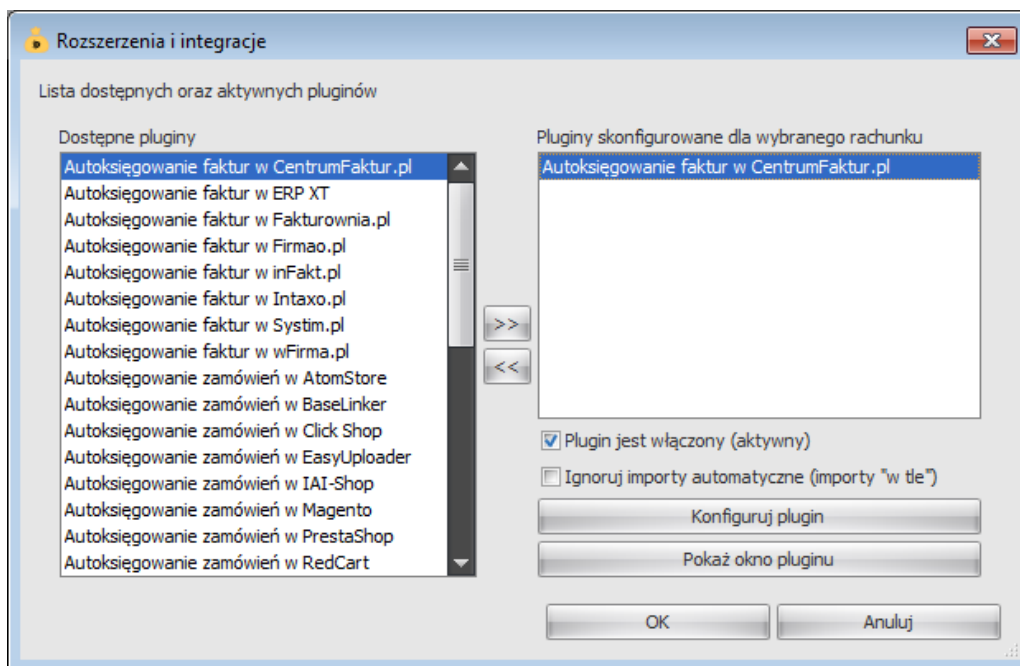 Rozszerzenia i integracje
Lista dostępnych oraz aktywnych pluginów
Dostępne pluginy
Autoksięgowanie faktur w CentrumFaktur.pl
Autoksięgowanie faktur w ERP XT
Autoksięgowanie faktur w Fakturownia.pl
Autoksięgowanie faktur w Firmao.pl
Autoksięgowanie faktur w inFakt.pl
Autoksięgowanie faktur w Intaxo.pl
Autoksięgowanie faktur w Systim.pl
Autoksięgowanie faktur w wFirma.pl
Autoksięgowanie zamówień w AtomStore
Autoksięgowanie zamówień w BaseLinker
Autoksięgowanie zamówień w Click Shop
Autoksięgowanie zamówień w EasyUploader
Autoksięgowanie zamówień w IAI-Shop
Autoksięgowanie zamówień w Magento
Autoksięgowanie zamówień w PrestaShop
Autoksięgowanie zamówień w RedCart
>>
<<
Pluginy skonfigurowane dla wybranego rachunku
Autoksięgowanie faktur w CentrumFaktur.pl
Plugin jest włączony (aktywny)
Ignoruj importy automatyczne (importy "w tle")
Konfiguruj plugin
Pokaż okno pluginu
OK
Anuluj